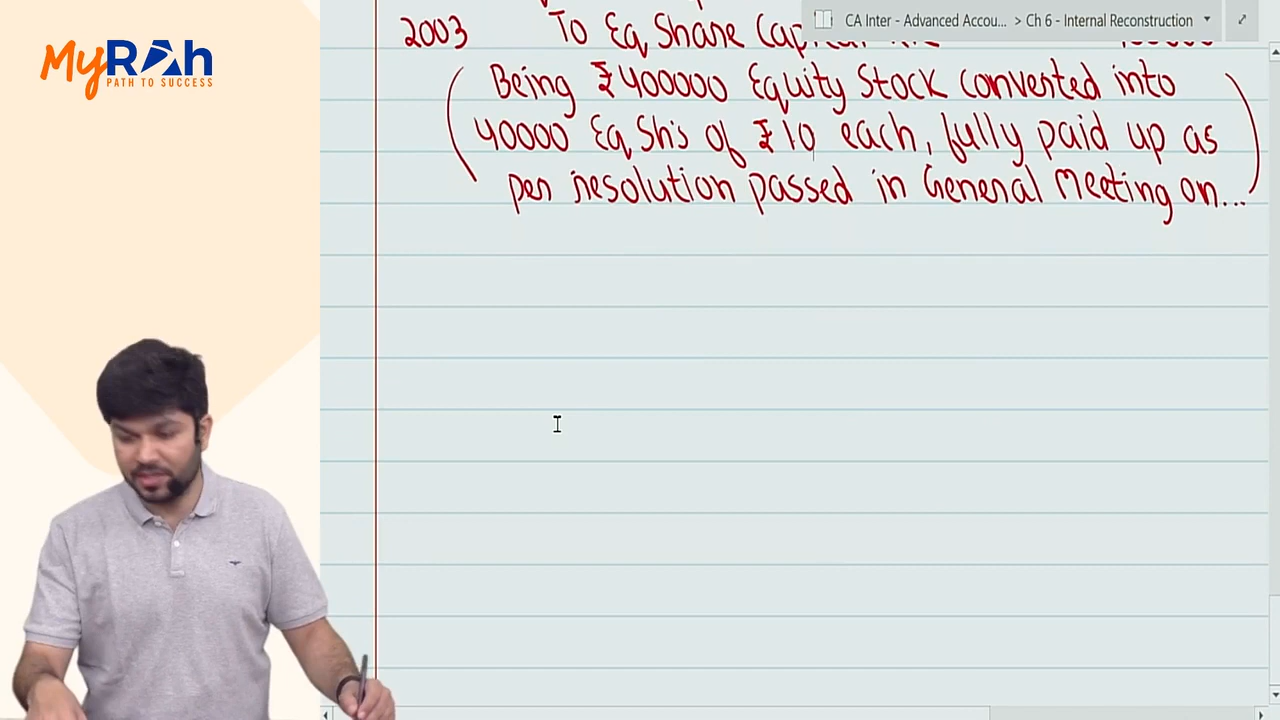 MyRAh
PATH TO SUCCESS
CA Inter - Advanced Accou... > Ch 6 - Internal Reconstruction
2003 To Eq Share Capital
(Being ₹400000 Equity Stock converted into
40000 Eq Sh's of ₹10 each, fully paid up as
per resolution passed in General Meeting on...)